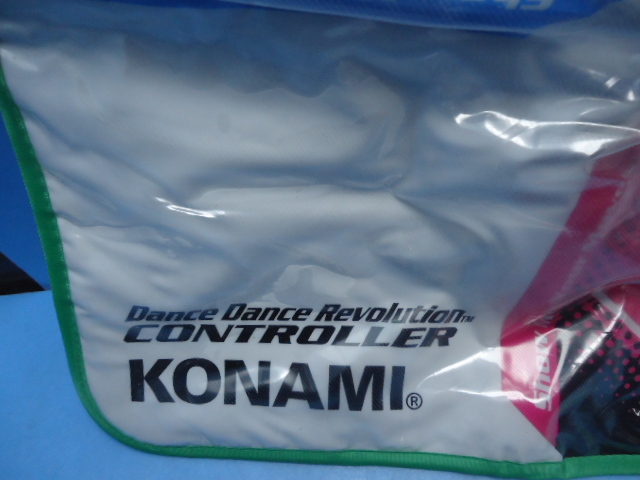 Dance Dance Revolution™
CONTROLLER
KONAMI®